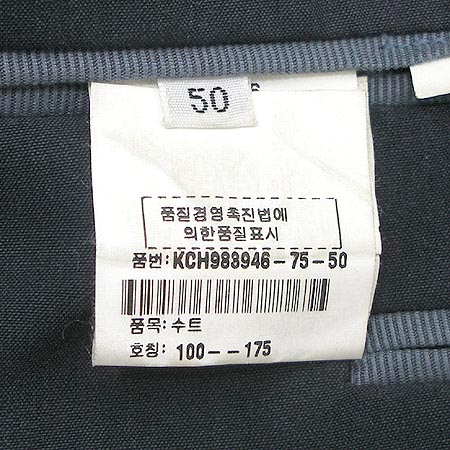 50
품질경영촉진법에
의한품질표시
품번: KCH983946-75-50
품목: 수트
호칭: 100--175